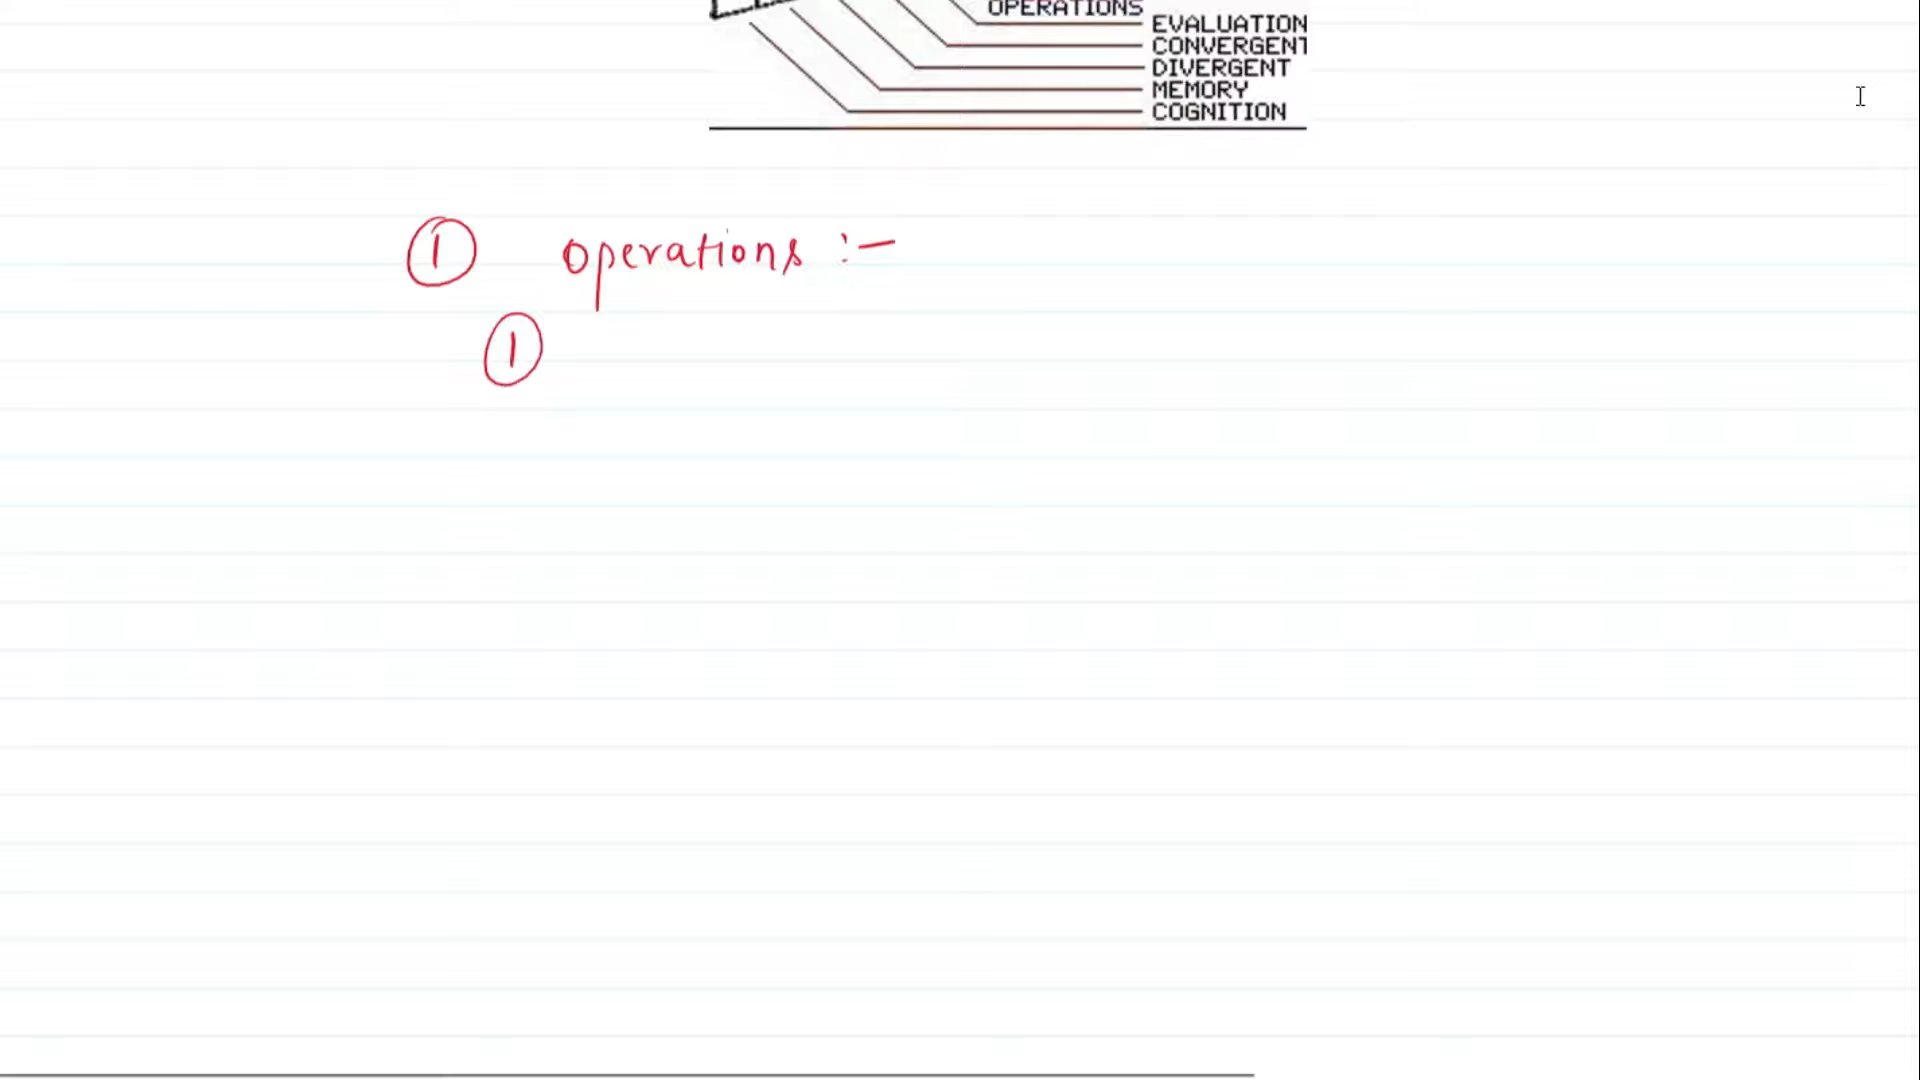 OPERATIONS
EVALUATION
CONVERGENT
DIVERGENT
MEMORY
COGNITION
① operations :-
①